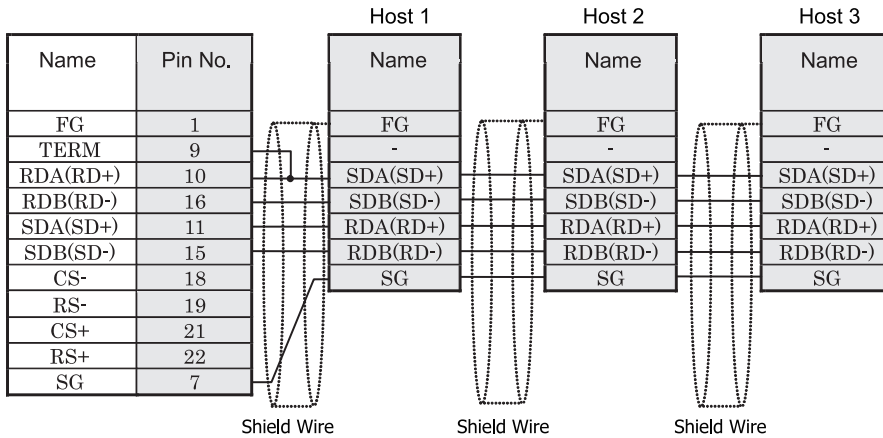 Host 1 Host 2 Host 3
Name Pin No. Name Name Name
FG 1 FG FG FG
TERM 9 - - -
RDA(RD+) 10 SDA(SD+) SDA(SD+) SDA(SD+)
RDB(RD-) 16 SDB(SD-) SDB(SD-) SDB(SD-)
SDA(SD+) 11 RDA(RD+) RDA(RD+) RDA(RD+)
SDB(SD-) 15 RDB(RD-) RDB(RD-) RDB(RD-)
CS- 18 SG SG SG
RS- 19
CS+ 21
RS+ 22
SG 7
Shield Wire Shield Wire Shield Wire